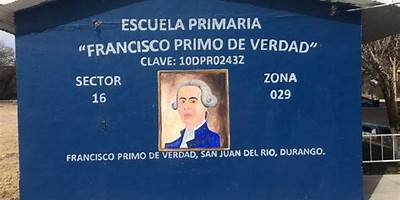 ESCUELA PRIMARIA
"FRANCISCO PRIMO DE VERDAD"
CLAVE: 10DPR0243Z
SECTOR ZONA
16 029
FRANCISCO PRIMO DE VERDAD, SAN JUAN DEL RIO, DURANGO.